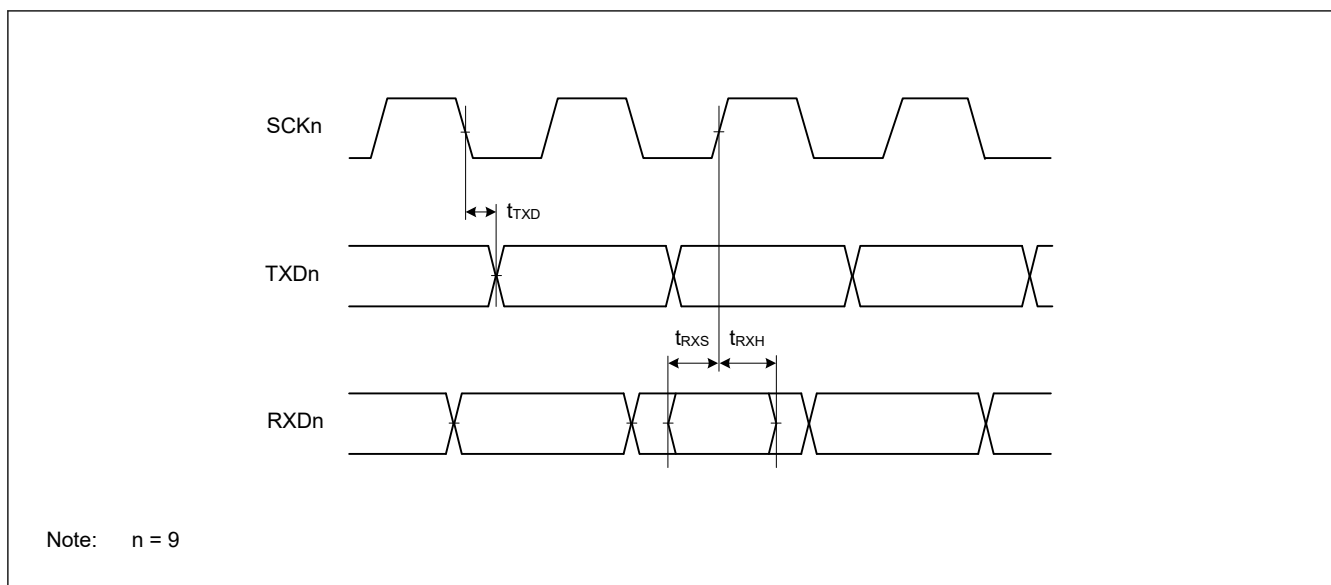 SCKn
tTXD
TXDn
tRXS tRXH
RXDn
Note: n = 9